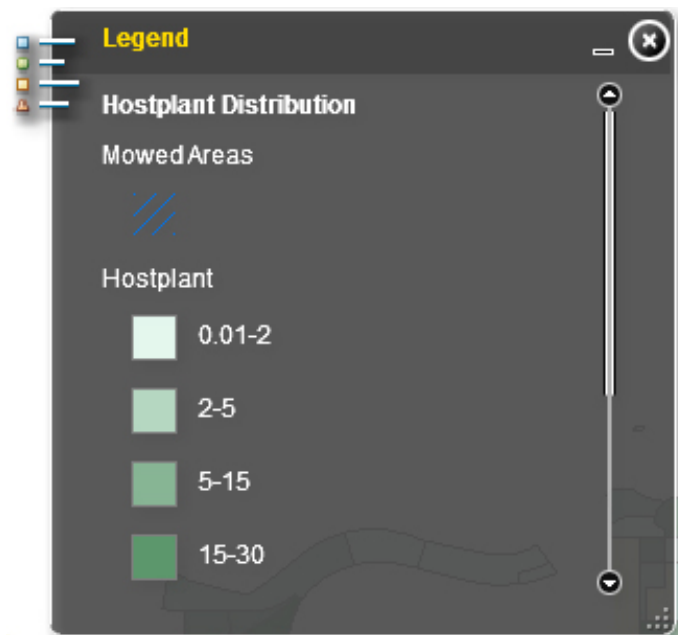 Legend
Hostplant Distribution
Mowed Areas
Hostplant
0.01-2
2-5
5-15
15-30